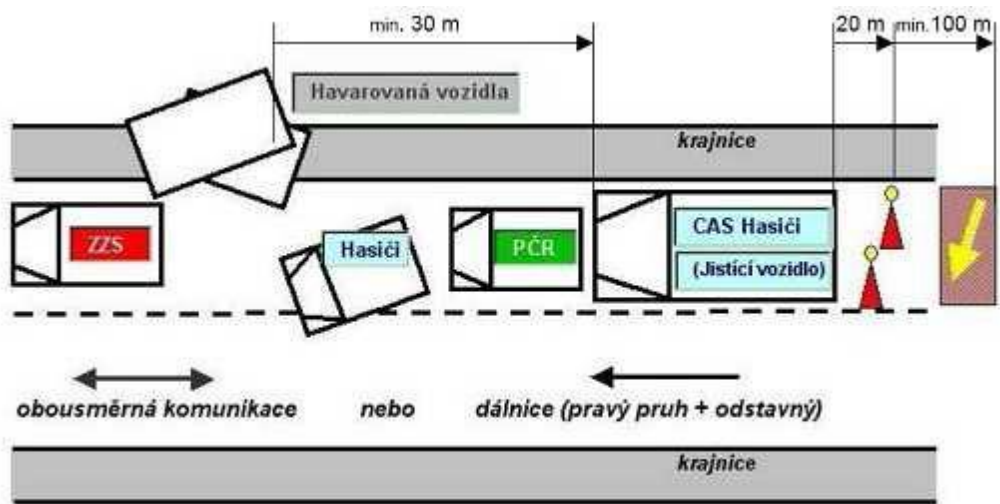 min. 30 m
20 m
min. 100 m
Havarovaná vozidla
krajnice
ZZS
Hasiči
PČR
CAS Hasiči
(Jistící vozidlo)
obousměrná komunikace nebo dálnice (pravý pruh + odstavný)
krajnice